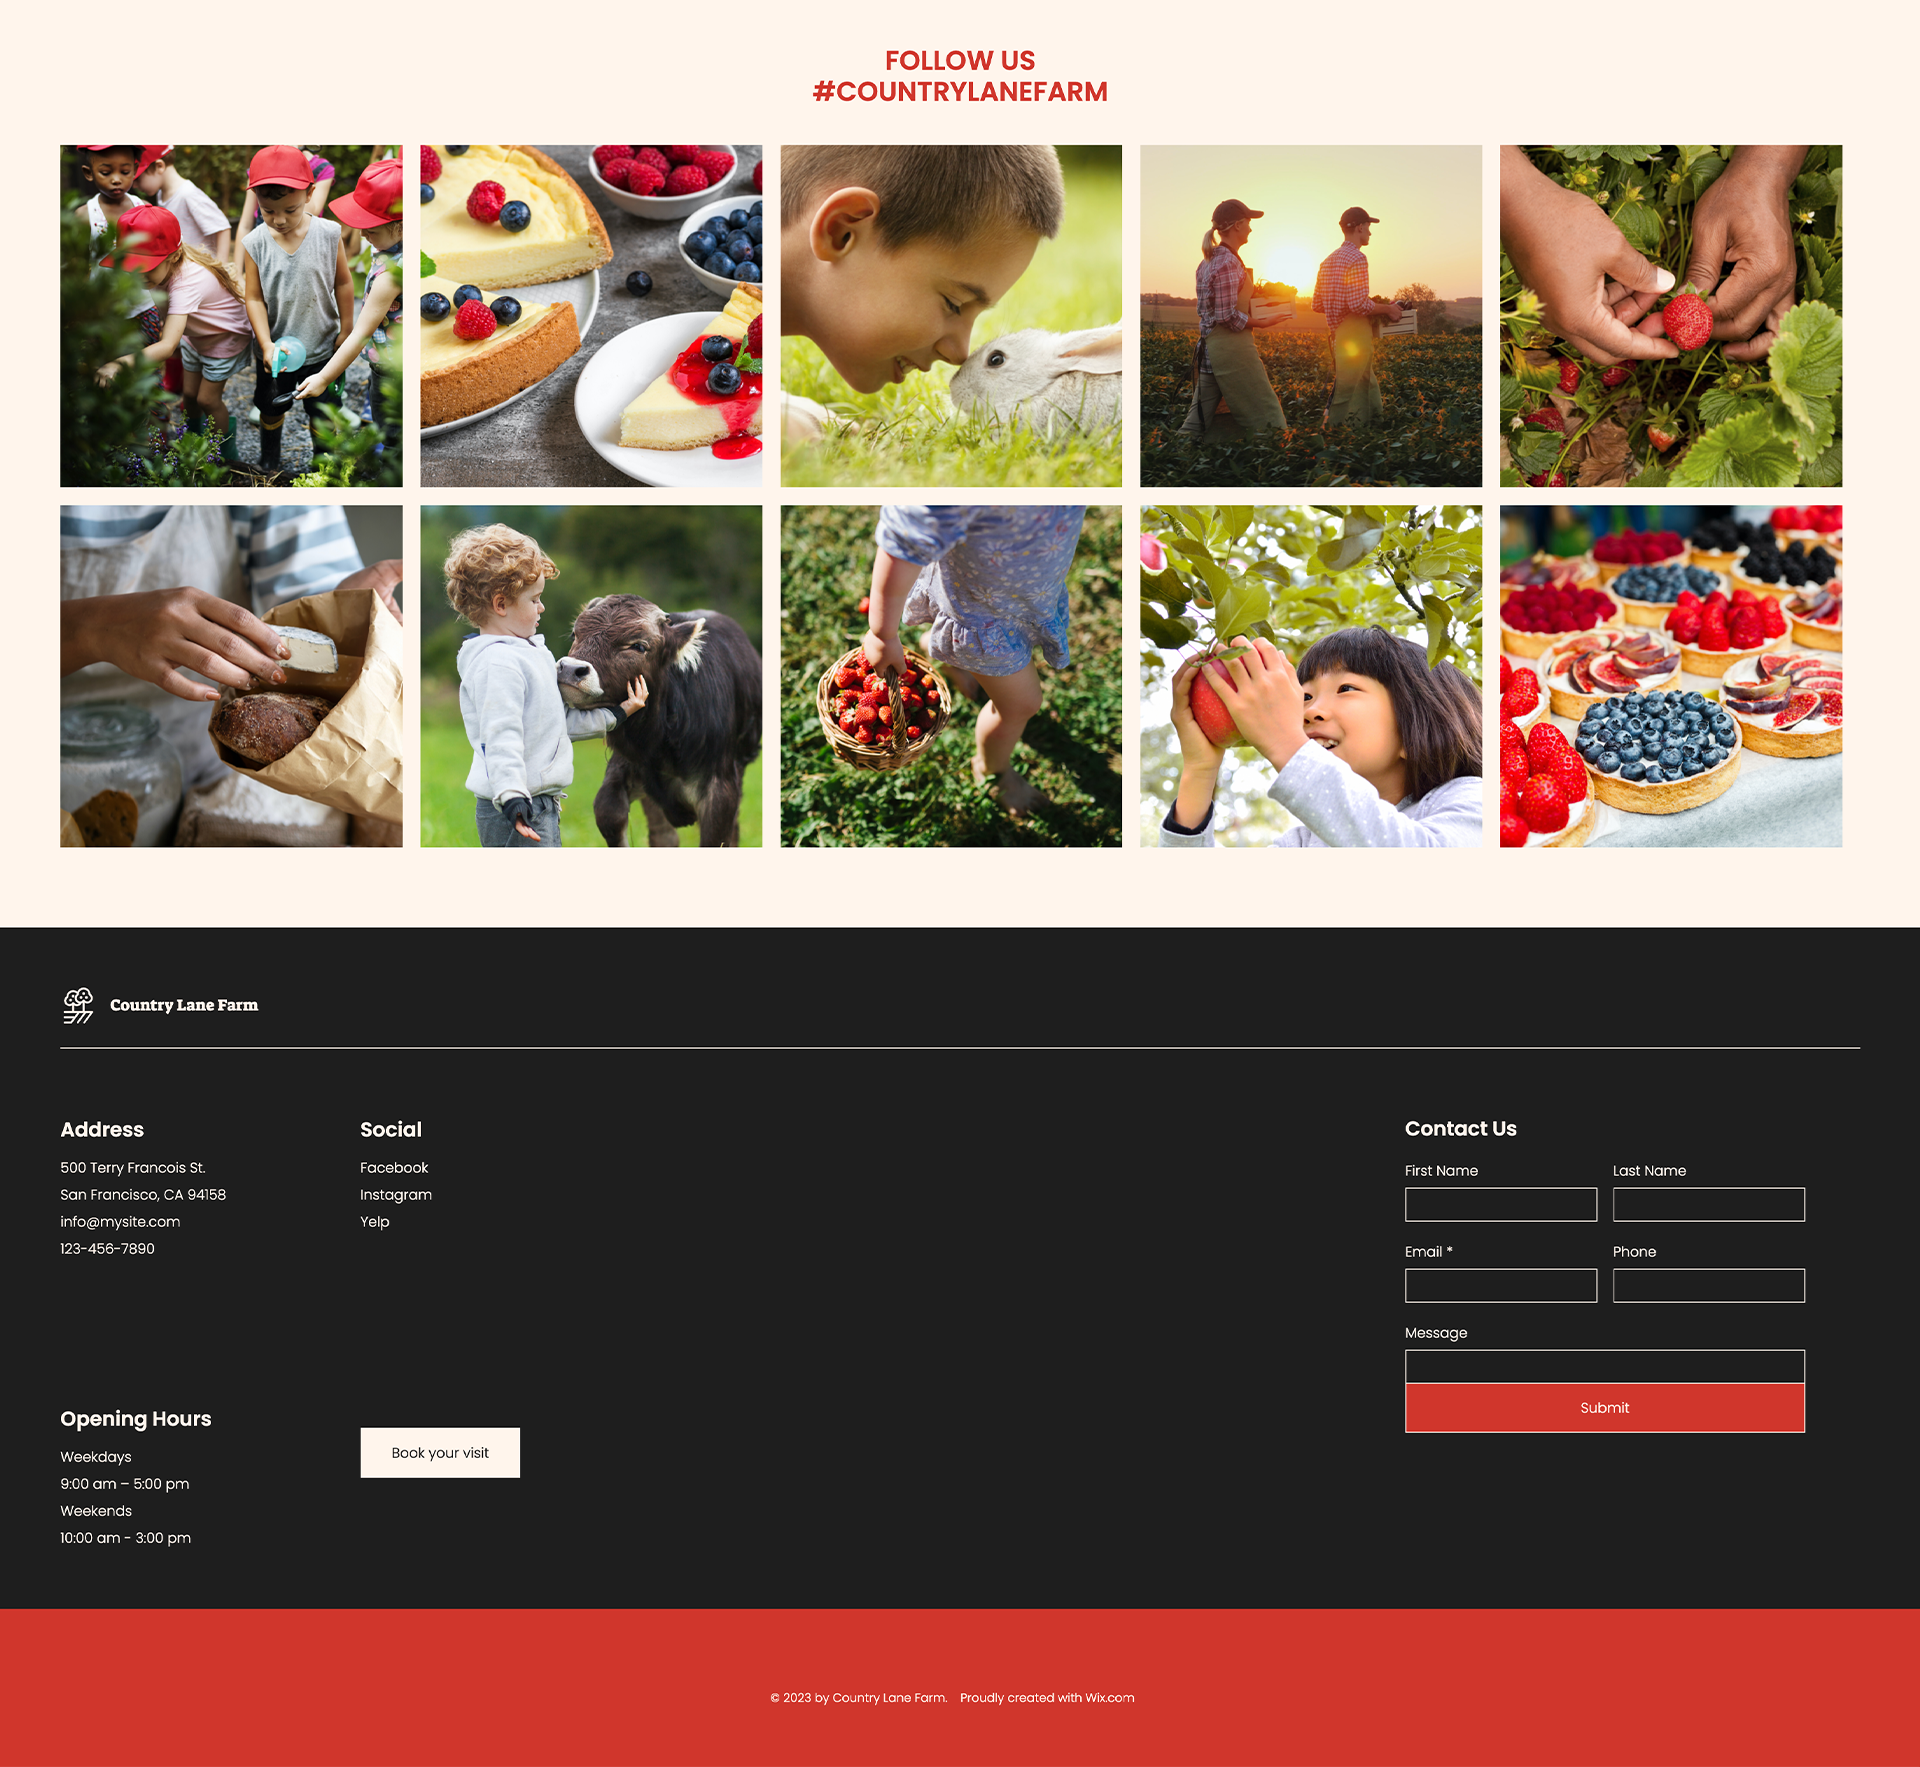 FOLLOW US
#COUNTRYLANEFARM
Country Lane Farm
Address
500 Terry Francois St.
San Francisco, CA 94158
info@mysite.com
123-456-7890
Social
Facebook
Instagram
Yelp
Opening Hours
Weekdays
9:00 am – 5:00 pm
Weekends
10:00 am - 3:00 pm
Book your visit
Contact Us
First Name
Last Name
Email *
Phone
Message
Submit
© 2023 by Country Lane Farm. Proudly created with Wix.com